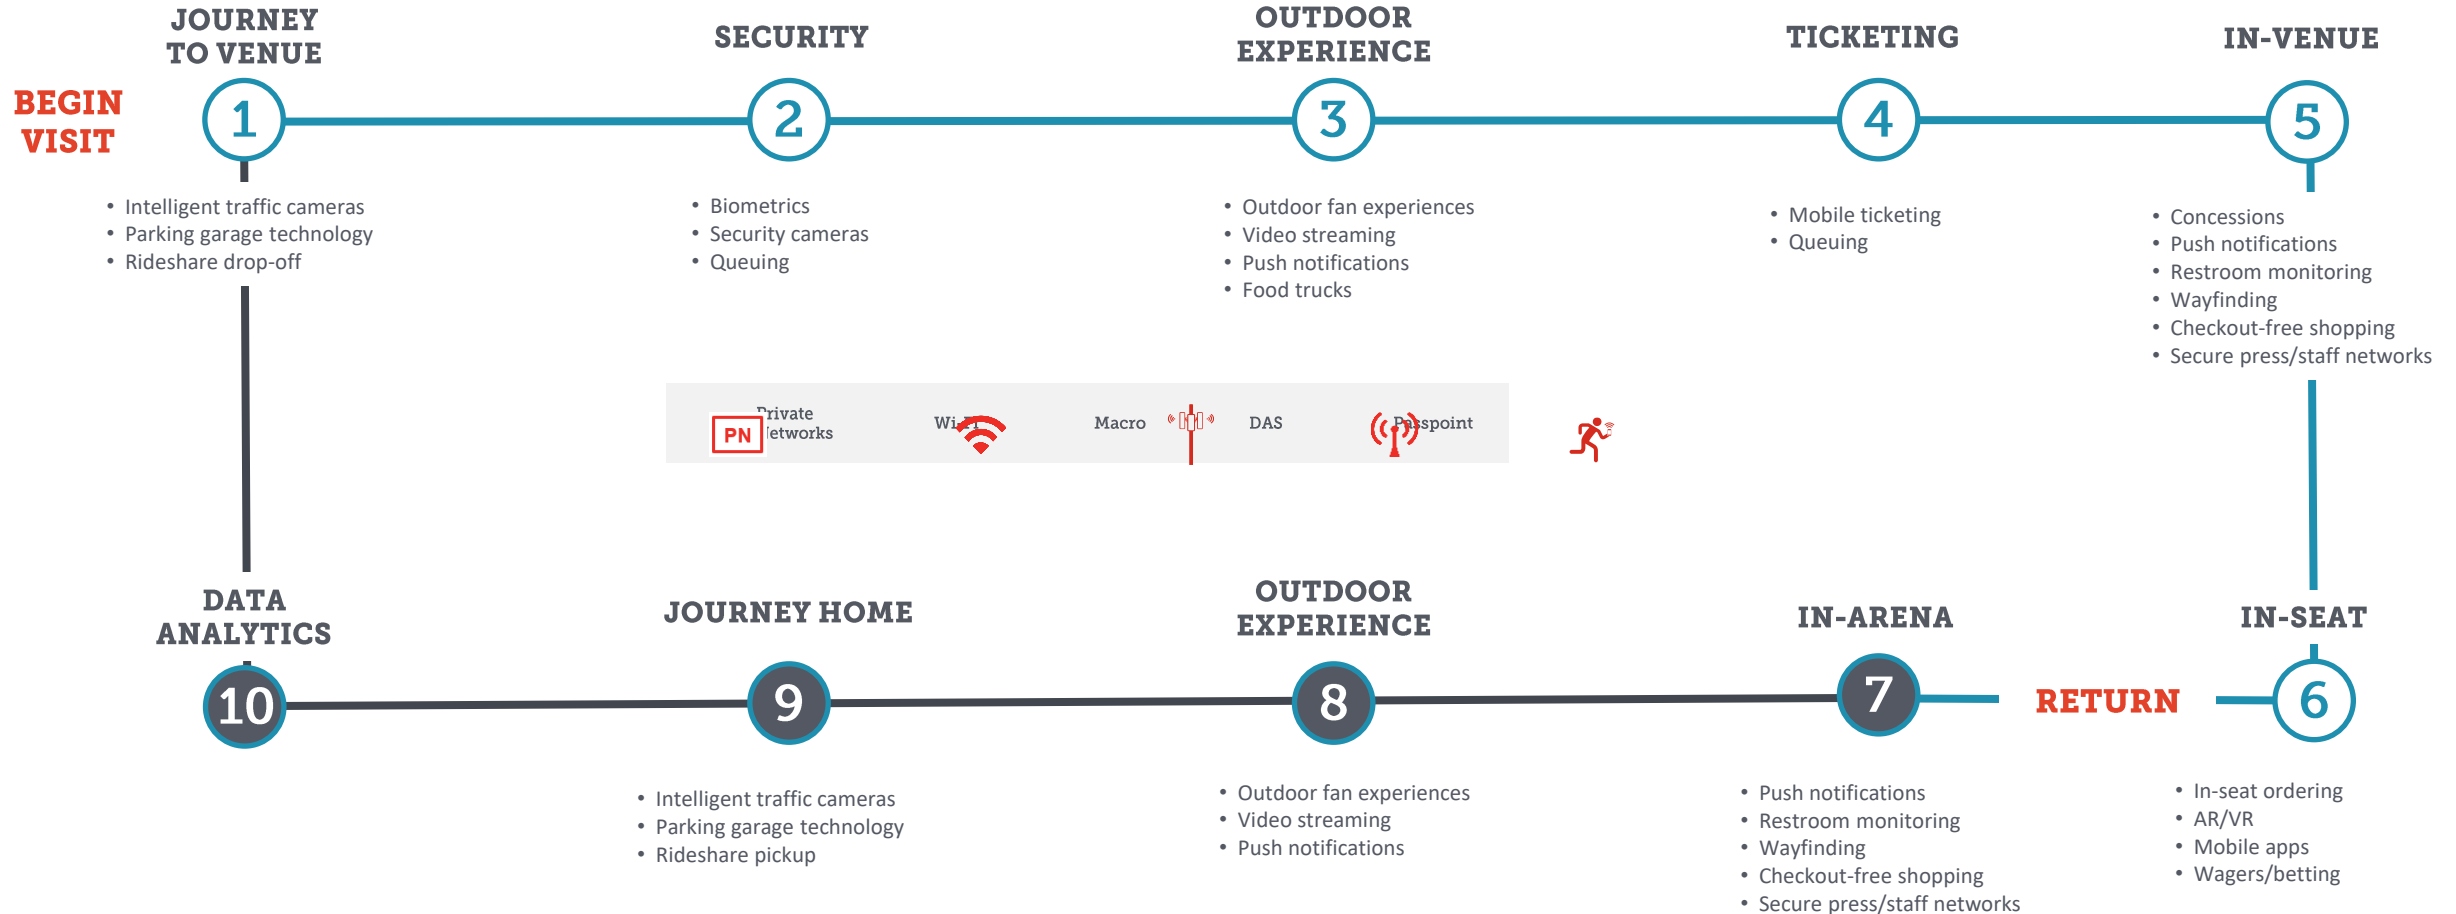 JOURNEY
TO VENUE
SECURITY
OUTDOOR
EXPERIENCE
TICKETING
IN-VENUE
BEGIN
VISIT
1
2
3
4
5
• Intelligent traffic cameras
• Parking garage technology
• Rideshare drop-off
• Biometrics
• Security cameras
• Queuing
• Outdoor fan experiences
• Video streaming
• Push notifications
• Food trucks
• Mobile ticketing
• Queuing
• Concessions
• Push notifications
• Restroom monitoring
• Wayfinding
• Checkout-free shopping
• Secure press/staff networks
PN
Private
Networks
Wi-Fi
Macro
DAS
Passpoint
DATA
ANALYTICS
JOURNEY HOME
OUTDOOR
EXPERIENCE
IN-ARENA
IN-SEAT
10
9
8
7
RETURN
6
• Intelligent traffic cameras
• Parking garage technology
• Rideshare pickup
• Outdoor fan experiences
• Video streaming
• Push notifications
• Push notifications
• Restroom monitoring
• Wayfinding
• Checkout-free shopping
• Secure press/staff networks
• In-seat ordering
• AR/VR
• Mobile apps
• Wagers/betting